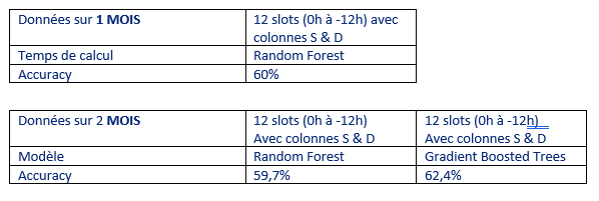 Données sur 1 MOIS
12 slots (0h à -12h) avec
colonnes S & D
Temps de calcul
Random Forest
Accuracy
60%
Données sur 2 MOIS
12 slots (0h à -12h)
Avec colonnes S & D
12 slots (0h à -12h)
Avec colonnes S & D
Modèle
Random Forest
Gradient Boosted Trees
Accuracy
59,7%
62,4%